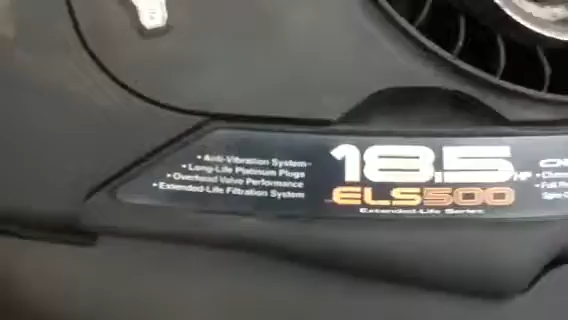 • Anti-Vibration System
• Long-Life Platinum Plugs
• Overhead Valve Performance
• Extended-Life Filtration System
18.5 HP
ELS500
Extended-Life Series